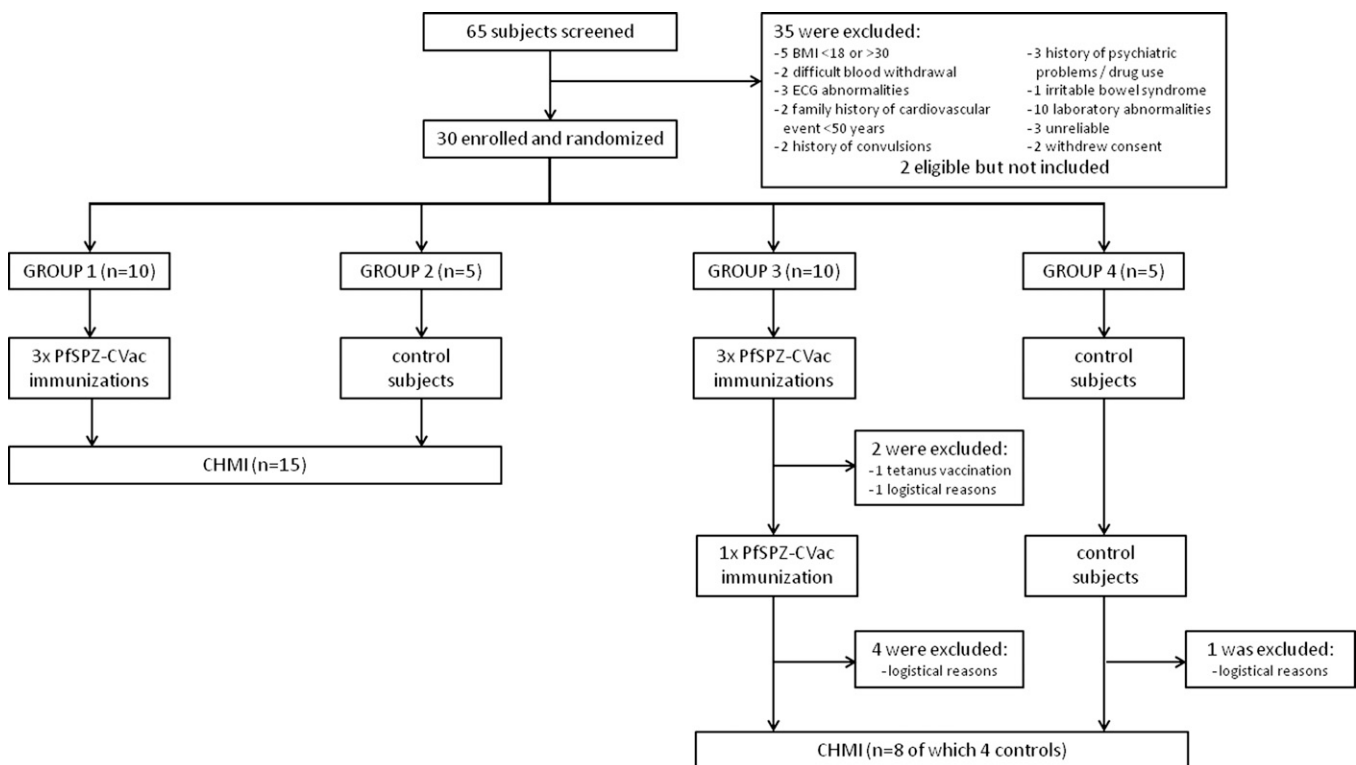 65 subjects screened
35 were excluded:
-5 BMI <18 or >30
-2 difficult blood withdrawal
-3 ECG abnormalities
-2 family history of cardiovascular
event <50 years
-2 history of convulsions
-3 history of psychiatric
problems / drug use
-1 irritable bowel syndrome
-10 laboratory abnormalities
-3 unreliable
-2 withdrew consent
2 eligible but not included
30 enrolled and randomized
GROUP 1 (n=10)
GROUP 2 (n=5)
GROUP 3 (n=10)
GROUP 4 (n=5)
3x PfSPZ-CVac
immunizations
control
subjects
3x PfSPZ-CVac
immunizations
control
subjects
CHMI (n=15)
2 were excluded:
-1 tetanus vaccination
-1 logistical reasons
1x PfSPZ-CVac
immunization
control
subjects
4 were excluded:
-logistical reasons
1 was excluded:
-logistical reasons
CHMI (n=8 of which 4 controls)